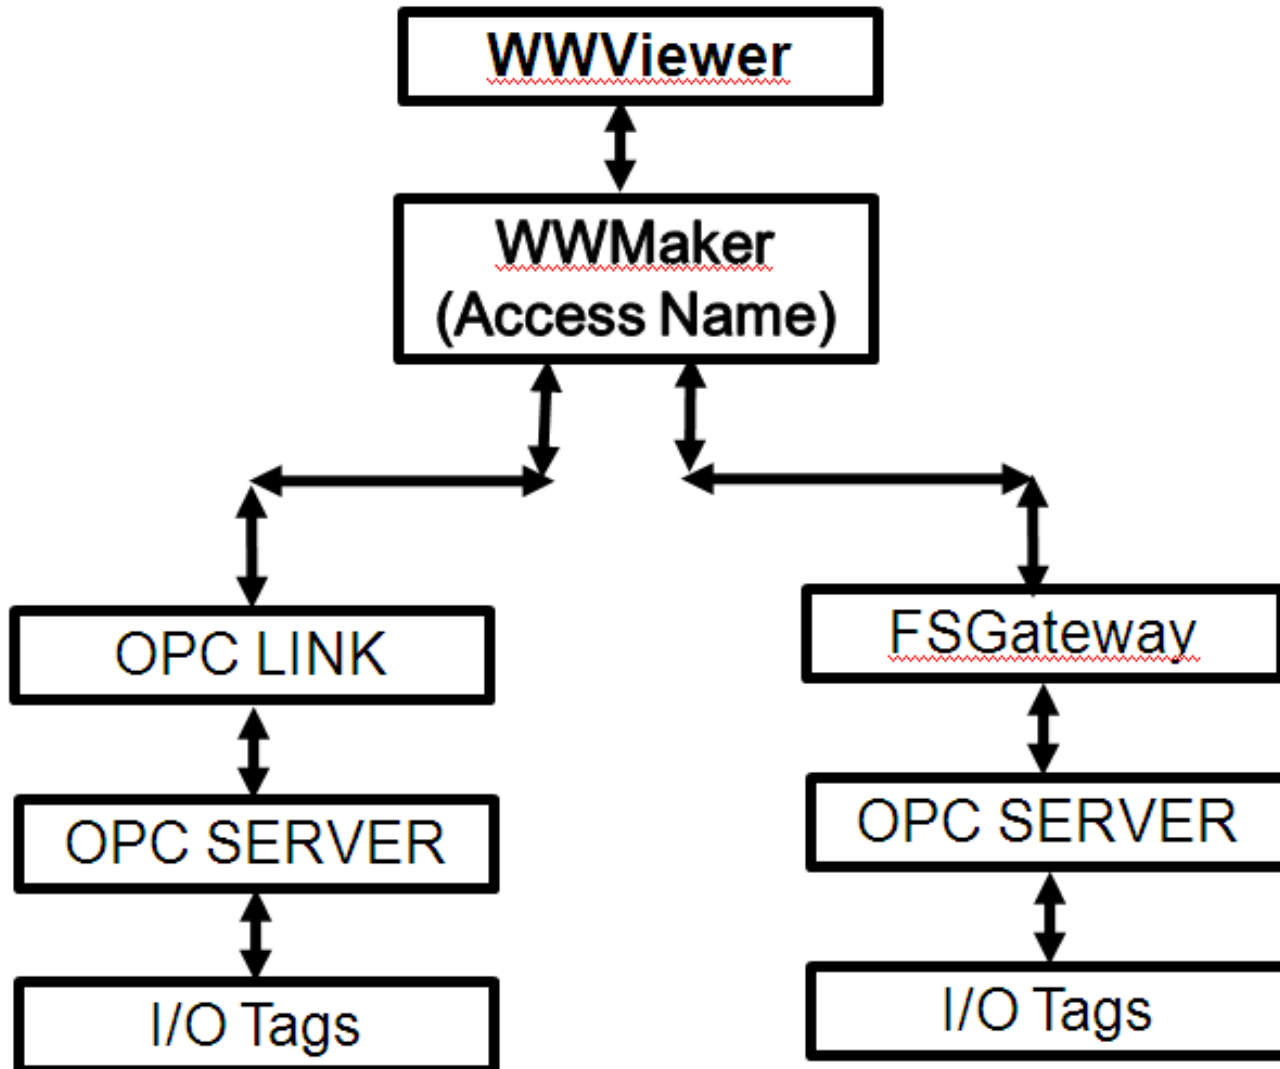 WWViewer
WWMaker
(Access Name)
OPC LINK
FSGateway
OPC SERVER
OPC SERVER
I/O Tags
I/O Tags